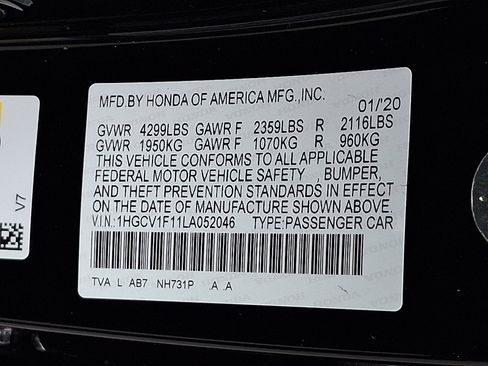 MFD.BY HONDA OF AMERICA MFG.,INC.
01/'20
GVWR 4299LBS GAWR F 2359LBS R 2116LBS
GVWR 1950KG GAWR F 1070KG R 960KG
THIS VEHICLE CONFORMS TO ALL APPLICABLE
FEDERAL MOTOR VEHICLE SAFETY , BUMPER,
AND THEFT PREVENTION STANDARDS IN EFFECT
ON THE DATE OF MANUFACTURE SHOWN ABOVE.
V.I.N.: 1HGCV1F11LA052046 TYPE:PASSENGER CAR
TVA L AB7 NH731P .A .A
V7